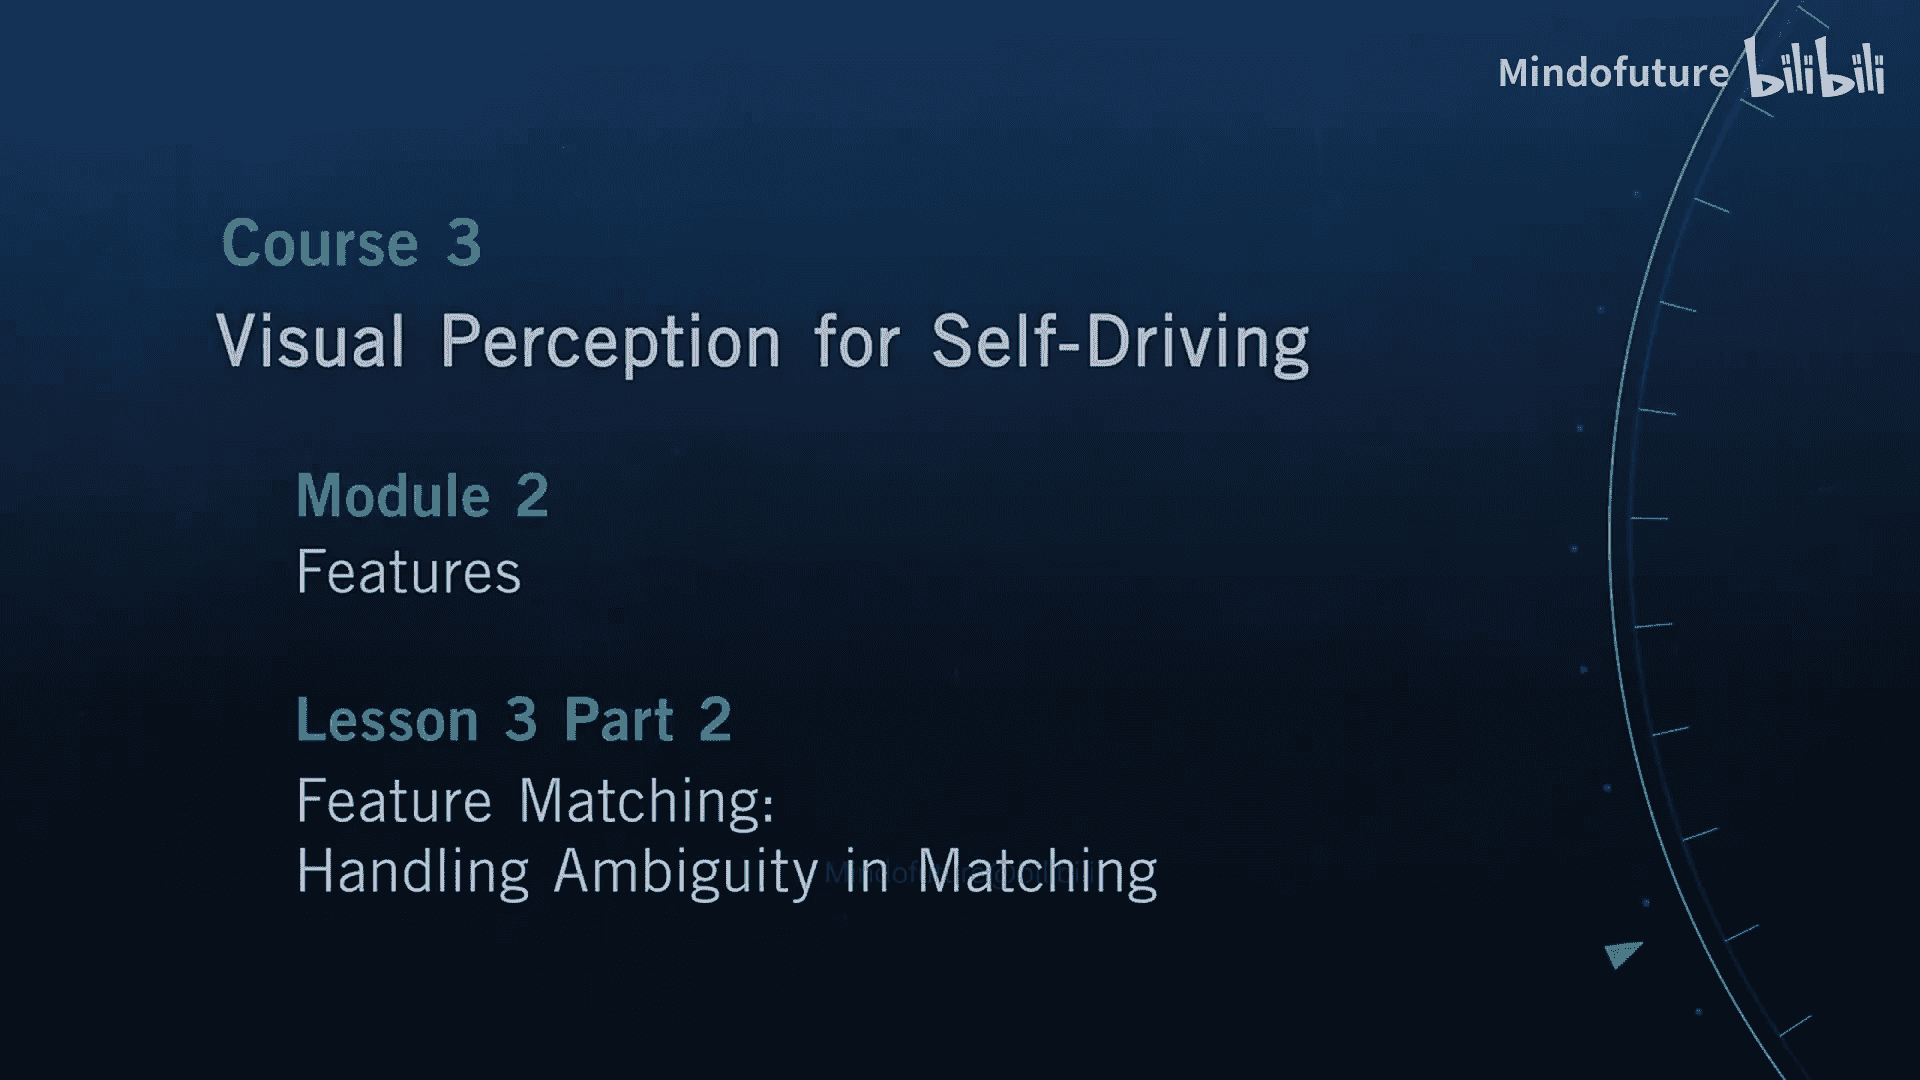 Mindofuture bilibili
Course 3
Visual Perception for Self-Driving
Module 2
Features
Lesson 3 Part 2
Feature Matching:
Handling Ambiguity in Matching